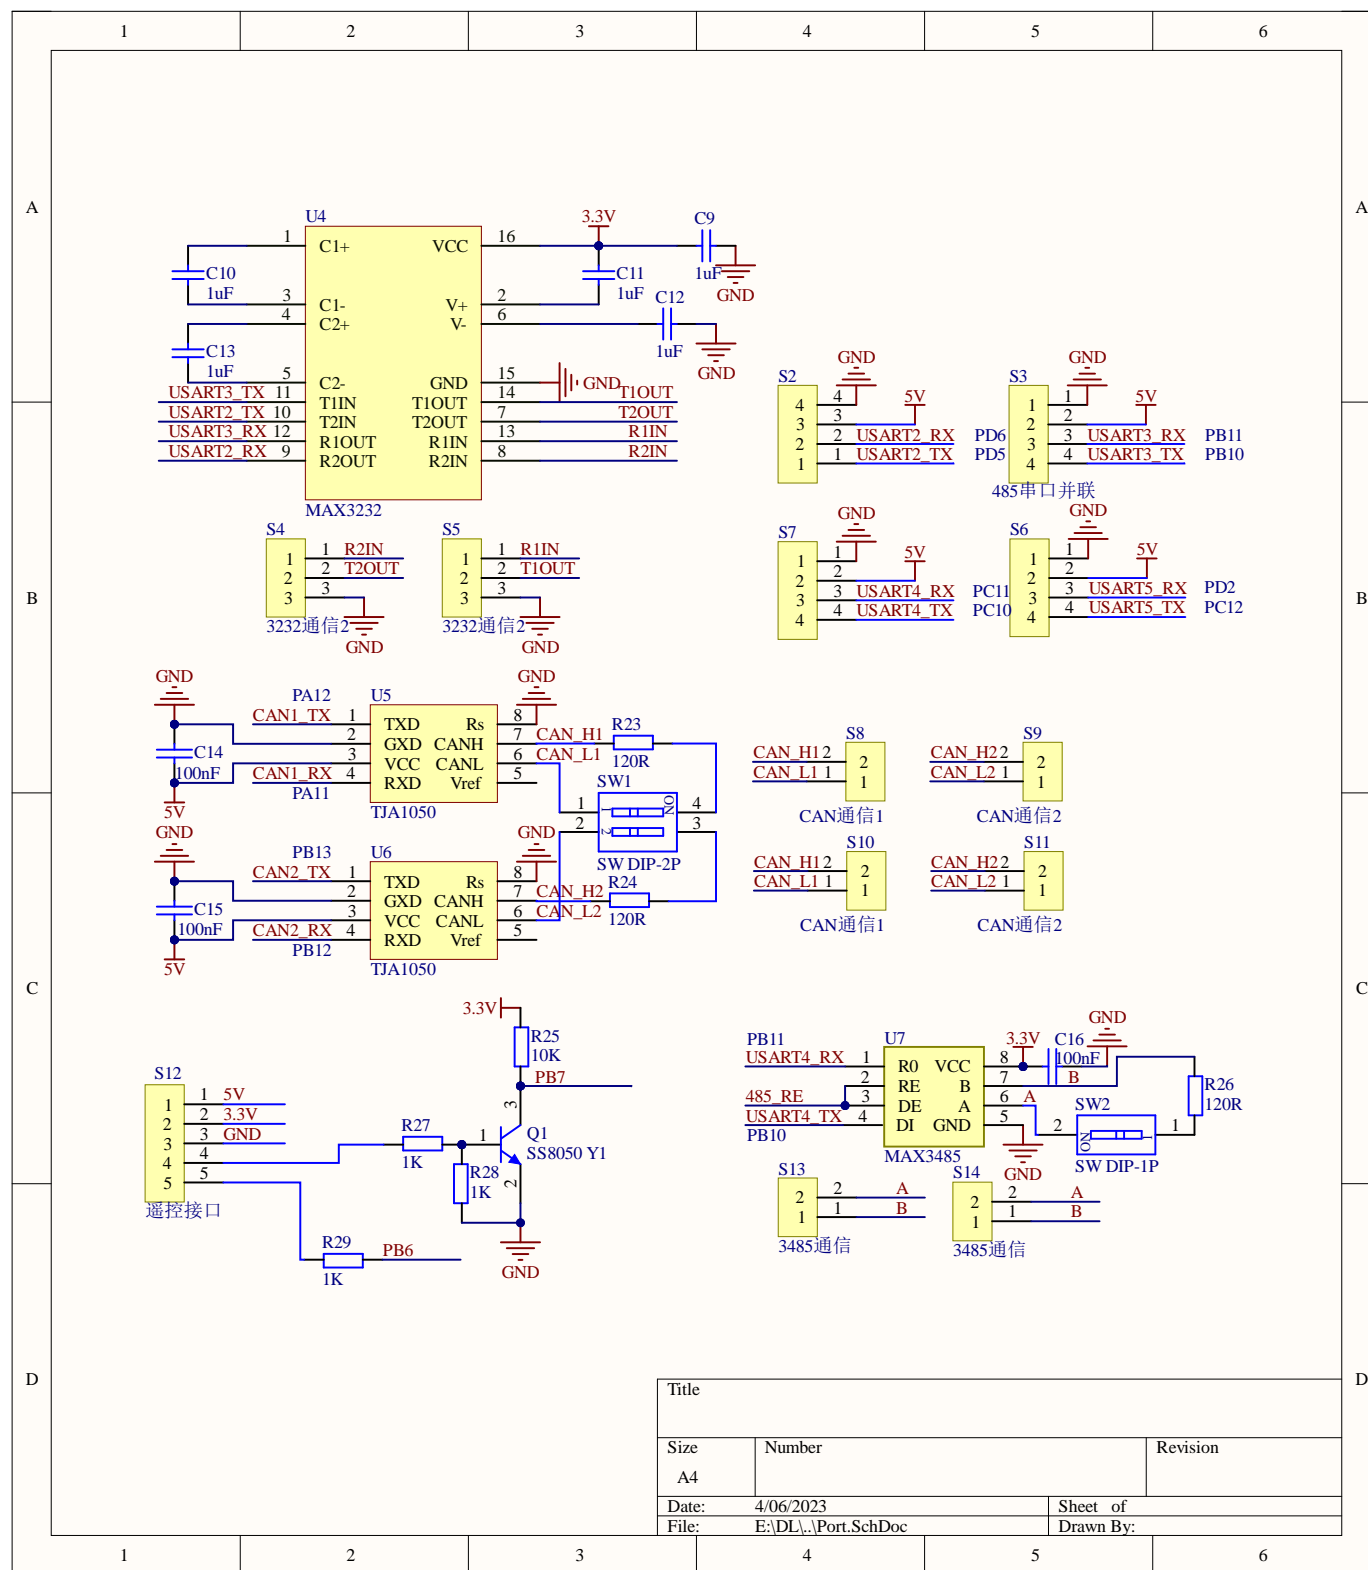 1 2 3 4 5 6
A A
U4
1 C1+ VCC 16
3.3V
C9
1uF
GND
C10
1uF
C11
1uF
3 C1- V+ 2
4 C2+ V- 6
C12
1uF
GND
C13
1uF
5 C2- GND 15 GND
USART3_TX 11 T1IN T1OUT 14 T1OUT
USART2_TX 10 T2IN T2OUT 7 T2OUT
USART3_RX 12 R1OUT R1IN 13 R1IN
USART2_RX 9 R2OUT R2IN 8 R2IN
MAX3232
S2
GND
4 4
3 3 5V
2 2 USART2_RX PD6
1 1 USART2_TX PD5
S3
GND
1 1
2 2 5V
3 3 USART3_RX PB11
4 4 USART3_TX PB10
485串口并联
S4
1 1 R2IN
2 2 T2OUT
3 3
3232通信2
GND
S5
1 1 R1IN
2 2 T1OUT
3 3
3232通信2
GND
S7
GND
1 1
2 2 5V
3 3 USART4_RX PC11
4 4 USART4_TX PC10
S6
GND
1 1
2 2 5V
3 3 USART5_RX PD2
4 4 USART5_TX PC12
B B
GND
PA12
U5
GND
CAN1_TX 1 TXD Rs 8
2 GXD CANH 7 CAN_H1
3 VCC CANL 6 CAN_L1
CAN1_RX 4 RXD Vref 5
PA11
TJA1050
C14
100nF
5V
R23
120R
SW1
1 1 ON 4
2 2 3
SW DIP-2P
R24
120R
GND
PB13
U6
GND
CAN2_TX 1 TXD Rs 8
2 GXD CANH 7 CAN_H2
3 VCC CANL 6 CAN_L2
CAN2_RX 4 RXD Vref 5
PB12
TJA1050
C15
100nF
5V
S8
CAN_H1 2 2
CAN_L1 1 1
CAN通信1
S9
CAN_H2 2 2
CAN_L2 1 1
CAN通信2
S10
CAN_H1 2 2
CAN_L1 1 1
CAN通信1
S11
CAN_H2 2 2
CAN_L2 1 1
CAN通信2
C C
3.3V
R25
10K
PB7
S12
1 1 5V
2 2 3.3V
3 3 GND
4 4
5 5
遥控接口
R27
1K
R28
1K
1
3
2
Q1
SS8050 Y1
GND
R29
1K
PB6
PB11
U7
3.3V
C16
100nF
GND
USART4_RX 1 R0 VCC 8
2 RE B 7 B
485_RE 3 DE A 6 A
USART4_TX 4 DI GND 5
PB10
MAX3485
GND
R26
120R
SW2
2 ON 1 1
SW DIP-1P
S13
2 2 A
1 1 B
3485通信
S14
2 2 A
1 1 B
3485通信
D D
Title
Size Number Revision
A4
Date: 4/06/2023 Sheet of
File: E:\DL\..\Port.SchDoc Drawn By:
1 2 3 4 5 6